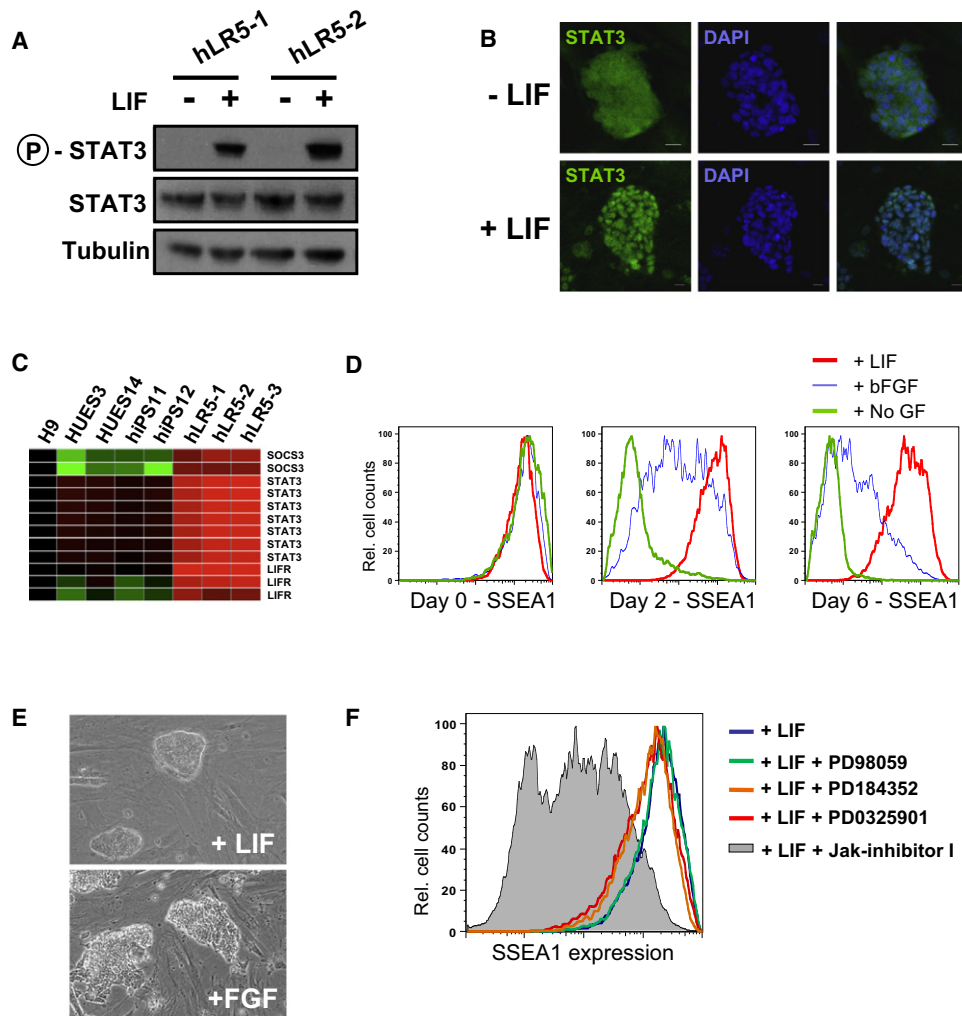 A
hLR5-1 hLR5-2
LIF - + - +
P - STAT3
STAT3
Tubulin
B
STAT3 DAPI
- LIF
STAT3 DAPI
+ LIF
C
H9 HUES3 HUES14 hiPS11 hiPS12 hLR5-1 hLR5-2 hLR5-3
SOCS3
SOCS3
STAT3
STAT3
STAT3
STAT3
STAT3
STAT3
STAT3
LIFR
LIFR
LIFR
D
+ LIF
+ bFGF
+ No GF
Rel. cell counts
100
80
60
40
20
0
Day 0 - SSEA1
100
80
60
40
20
0
Day 2 - SSEA1
100
80
60
40
20
0
Day 6 - SSEA1
E
+ LIF
+FGF
F
Rel. cell counts
100
80
60
40
20
0
SSEA1 expression
+ LIF
+ LIF + PD98059
+ LIF + PD184352
+ LIF + PD0325901
+ LIF + Jak-inhibitor I